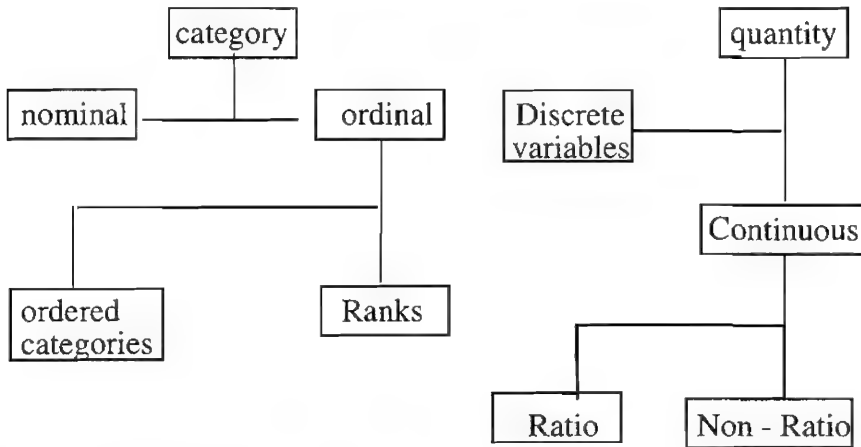 category
nominal
ordinal
ordered
categories
Ranks
quantity
Discrete
variables
Continuous
Ratio
Non - Ratio